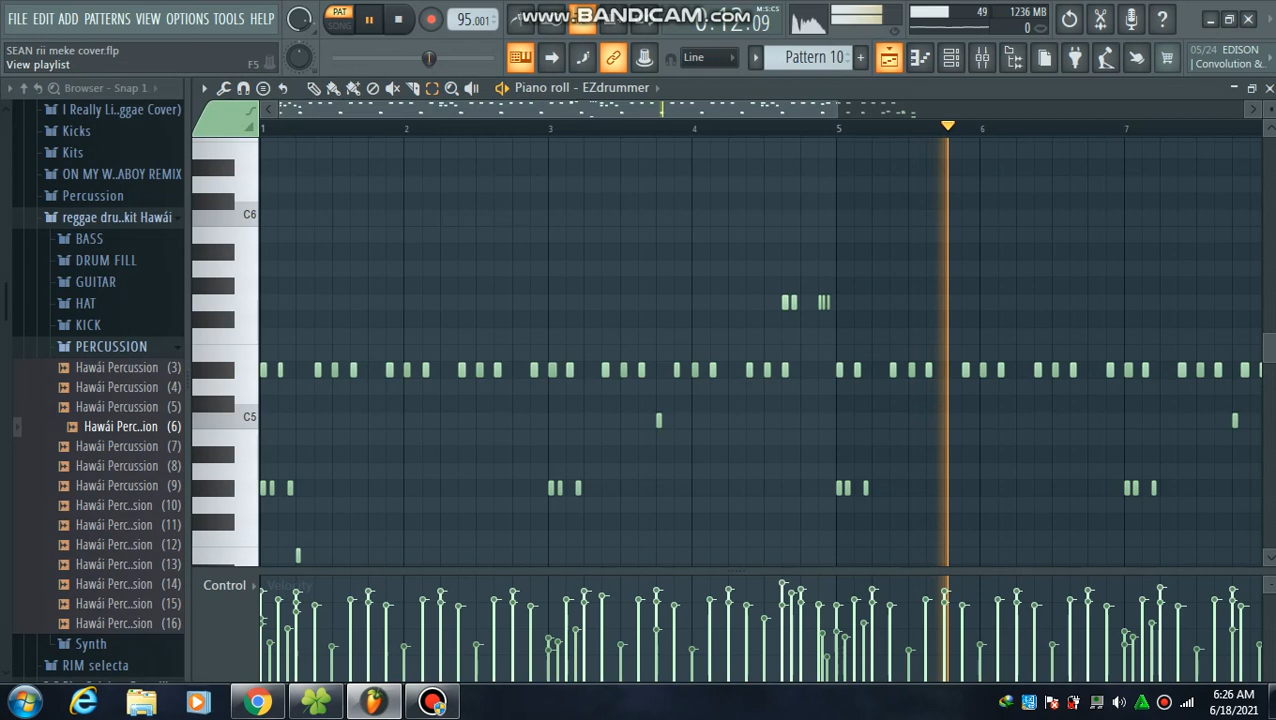 FILE EDIT ADD PATTERNS VIEW OPTIONS TOOLS HELP
PAT
SONG
95.001
www.BANDICAM.com
0:12:09
M:S:CS
49
1236 MB
0
SEAN rii meke cover.flp
View playlist
F5
Line
Pattern 10
05/24 EDISON
| Convolution &
Browser - Snap 1
Piano roll - EZdrummer
I Really Li..ggae Cover)
Kicks
Kits
ON MY W..ABOY REMIX
Percussion
reggae dru..kit Hawái
BASS
DRUM FILL
GUITAR
HAT
KICK
PERCUSSION
Hawái Percussion (3)
Hawái Percussion (4)
Hawái Percussion (5)
Hawái Perc..ion (6)
Hawái Percussion (7)
Hawái Percussion (8)
Hawái Percussion (9)
Hawái Perc..sion (10)
Hawái Perc..sion (11)
Hawái Perc..sion (12)
Hawái Perc..sion (13)
Hawái Perc..sion (14)
Hawái Perc..sion (15)
Hawái Perc..sion (16)
Synth
RIM selecta
1 2 3 4 5 6 7
C6
C5
Control
Velocity
6:26 AM
6/18/2021